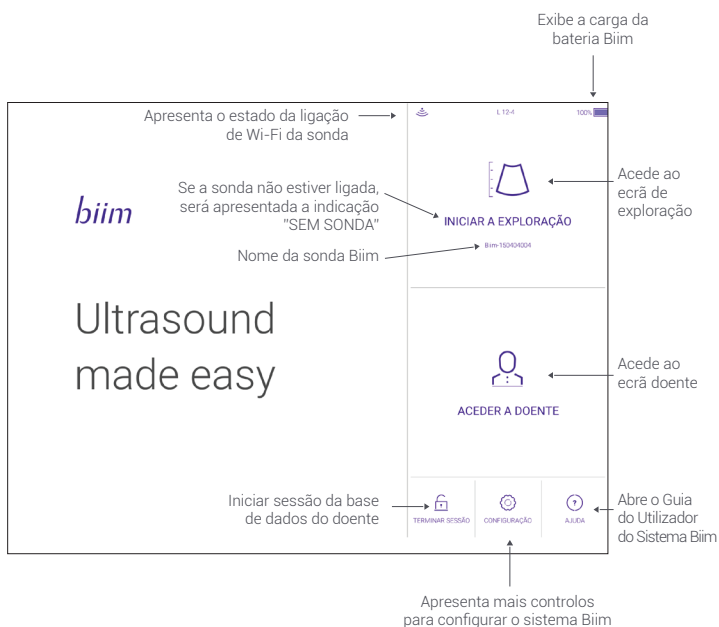 Exibe a carga da
bateria Biim
Apresenta o estado da ligação
de Wi-Fi da sonda
L 12-4
100%
Se a sonda não estiver ligada,
será apresentada a indicação
“SEM SONDA”
Nome da sonda Biim
biim
Ultrasound
made easy
INICIAR A EXPLORAÇÃO
Biim-150404004
Acede ao
ecrã de
exploração
ACEDER A DOENTE
Acede ao
ecrã doente
Iniciar sessão da base
de dados do doente
TERMINAR SESSÃO
CONFIGURAÇÃO
AJUDA
Abre o Guia
do Utilizador
do Sistema Biim
Apresenta mais controlos
para configurar o sistema Biim